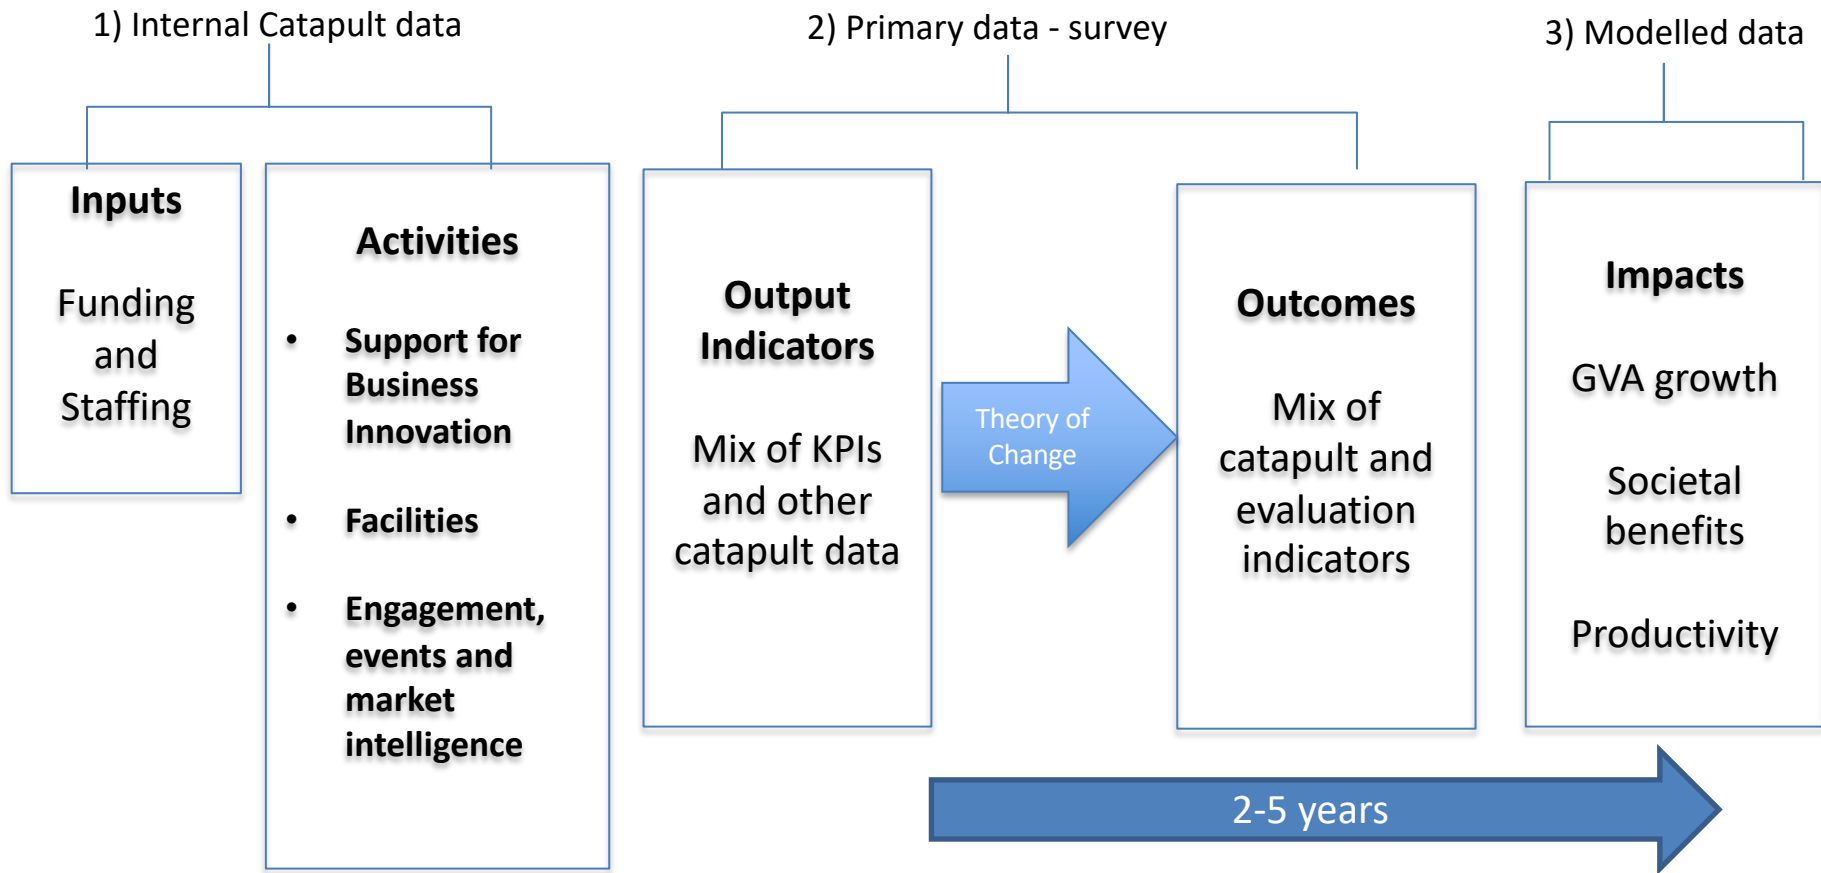 1) Internal Catapult data
2) Primary data - survey
3) Modelled data
Inputs
Funding
and
Staffing
Activities
• Support for
Business
Innovation
• Facilities
• Engagement,
events and
market
intelligence
Output
Indicators
Mix of KPIs
and other
catapult data
Theory of
Change
Outcomes
Mix of
catapult and
evaluation
indicators
Impacts
GVA growth
Societal
benefits
Productivity
2-5 years